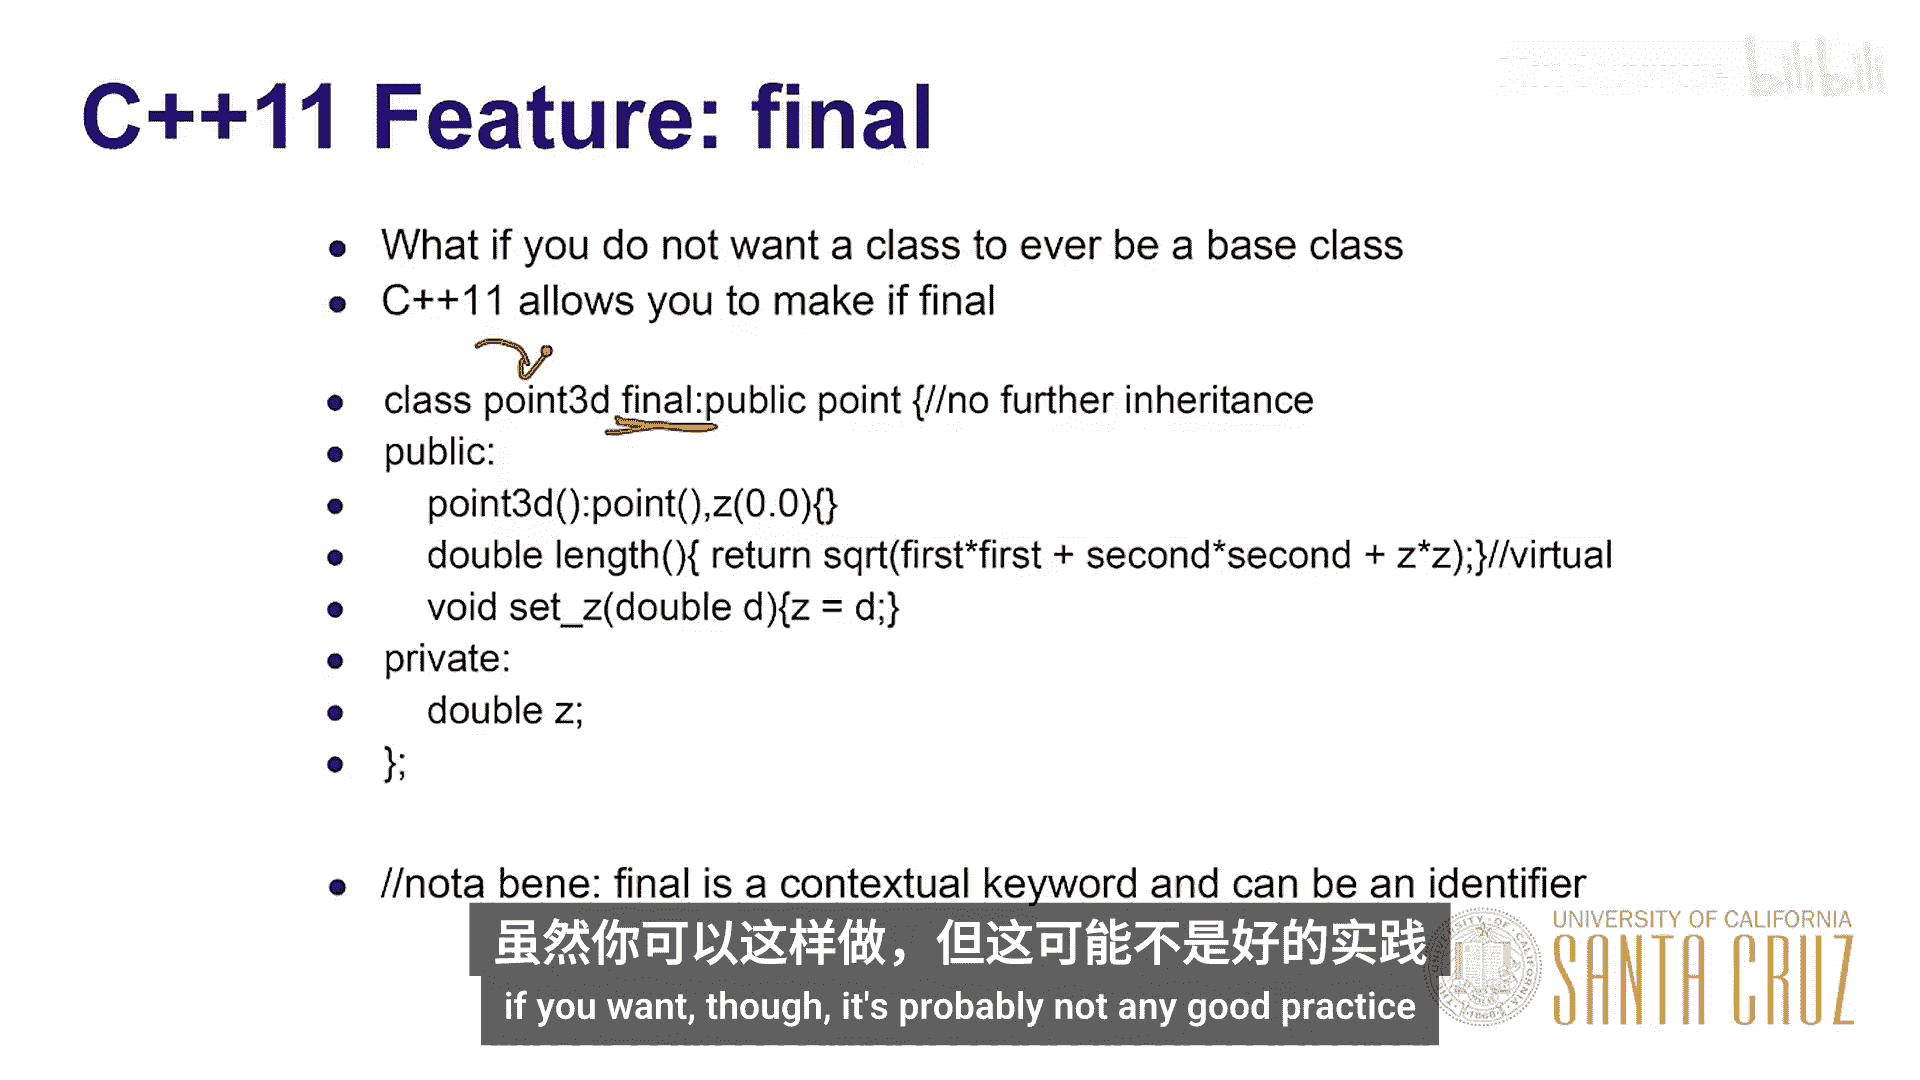 bilibili
C++11 Feature: final
• What if you do not want a class to ever be a base class
• C++11 allows you to make if final
• class point3d final:public point {//no further inheritance
• public:
• point3d():point(),z(0.0){}
• double length(){ return sqrt(first*first + second*second + z*z);}//virtual
• void set_z(double d){z = d;}
• private:
• double z;
• };
• //nota bene: final is a contextual keyword and can be an identifier
虽然你可以这样做，但这可能不是好的实践
if you want, though, it's probably not any good practice
UNIVERSITY OF CALIFORNIA
SANTA CRUZ